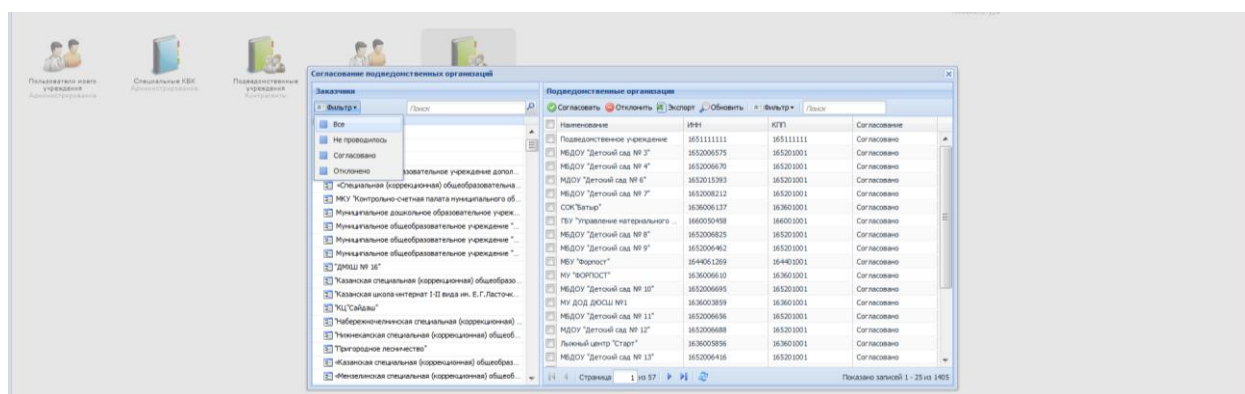 Пользователи моего учреждения
Администрирование
Специальные КВК
Администрирование
Подведомственные учреждения
Контрагенты
Согласование подведомственных организаций
Заказчики
Фильтр
Поиск
Все
Не проводилось
Согласовано
Отклонено
азовательное учреждение допол...
«Специальная (коррекционная) общеобразовательна...
МКУ "Контрольно-счетная палата муниципального об...
Муниципальное дошкольное образовательное учреж...
Муниципальное общеобразовательное учреждение "...
Муниципальное общеобразовательное учреждение "...
Муниципальное общеобразовательное учреждение "...
"ДМХШ № 16"
"Казанская специальная (коррекционная) общеобразо...
"Казанская школа-интернат I-II вида им. Е.Г.Ласточк...
"КЦ"Сайдаш"
"Набережночелнинская специальная (коррекционная) ...
"Нижнекамская специальная (коррекционная) общеоб...
"Пригородное лесничество"
«Казанская специальная (коррекционная) общеобраз...
«Мензелинская специальная (коррекционная) общеоб...
Подведомственные организации
Согласовать Отклонить Экспорт Обновить Фильтр Поиск
Наименование ИНН КПП Согласование
Подведомственное учреждение 1651111111 165111111 Согласовано
МБДОУ "Детский сад № 3" 1652006575 165201001 Согласовано
МБДОУ "Детский сад № 4" 1652006670 165201001 Согласовано
МАДОУ "Детский сад № 6" 1652015393 165201001 Согласовано
МБДОУ "Детский сад № 7" 1652008212 165201001 Согласовано
СОК"Батыр" 1636006137 163601001 Согласовано
ГБУ "Управление материального ... 1660050458 166001001 Согласовано
МБДОУ "Детский сад № 8" 1652006825 165201001 Согласовано
МБДОУ "Детский сад № 9" 1652006462 165201001 Согласовано
МБУ "Форпост" 1644061269 164401001 Согласовано
МУ "ФОРПОСТ" 1636006610 163601001 Согласовано
МБДОУ "Детский сад № 10" 1652006695 165201001 Согласовано
МУ ДОД ДЮСШ №1 1636003859 163601001 Согласовано
МБДОУ "Детский сад № 11" 1652006656 165201001 Согласовано
МДОУ "Детский сад № 12" 1652006688 165201001 Согласовано
Лыжный центр "Старт" 1636005856 163601001 Согласовано
МБДОУ "Детский сад № 13" 1652006416 165201001 Согласовано
Страница 1 из 57
Показано записей 1 - 25 из 1405